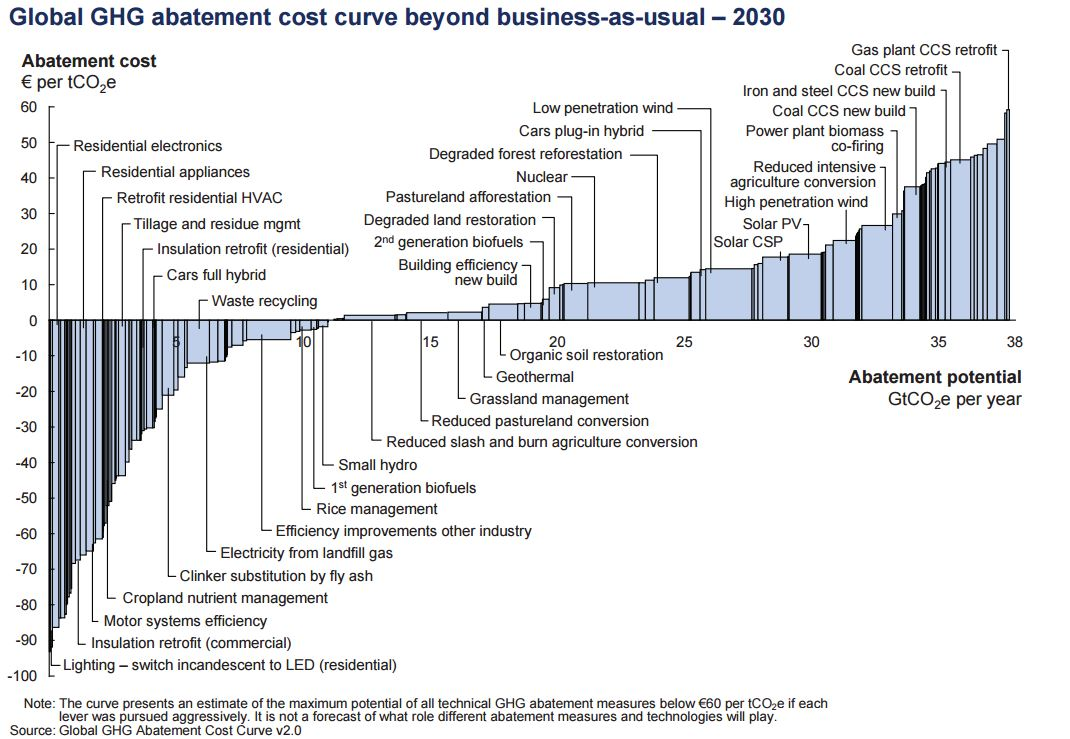 Global GHG abatement cost curve beyond business-as-usual – 2030
Abatement cost
€ per tCO2e
Gas plant CCS retrofit
Coal CCS retrofit
Iron and steel CCS new build
Coal CCS new build
Power plant biomass
co-firing
Reduced intensive
agriculture conversion
High penetration wind
Solar PV
Solar CSP
Low penetration wind
Cars plug-in hybrid
Degraded forest reforestation
Nuclear
Pastureland afforestation
Degraded land restoration
2nd generation biofuels
Building efficiency
new build
Residential electronics
Residential appliances
Retrofit residential HVAC
Tillage and residue mgmt
Insulation retrofit (residential)
Cars full hybrid
Waste recycling
60
50
40
30
20
10
0
-10
-20
-30
-40
-50
-60
-70
-80
-90
-100
5
10
15
20
25
30
35
38
Abatement potential
GtCO2e per year
Organic soil restoration
Geothermal
Grassland management
Reduced pastureland conversion
Reduced slash and burn agriculture conversion
Small hydro
1st generation biofuels
Rice management
Efficiency improvements other industry
Electricity from landfill gas
Clinker substitution by fly ash
Cropland nutrient management
Motor systems efficiency
Insulation retrofit (commercial)
Lighting – switch incandescent to LED (residential)
Note: The curve presents an estimate of the maximum potential of all technical GHG abatement measures below €60 per tCO2e if each
lever was pursued aggressively. It is not a forecast of what role different abatement measures and technologies will play.
Source: Global GHG Abatement Cost Curve v2.0